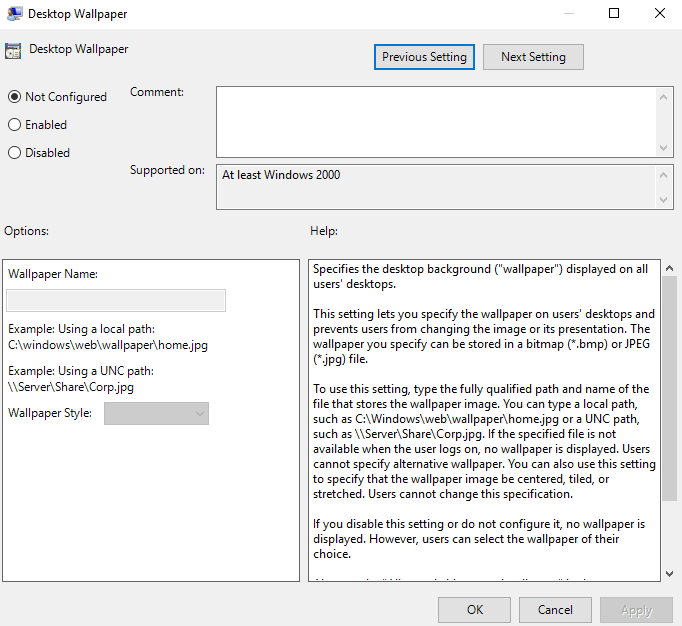 Desktop Wallpaper
Desktop Wallpaper
Previous Setting
Next Setting
Not Configured
Enabled
Disabled
Comment:
Supported on:
At least Windows 2000
Options:
Help:
Wallpaper Name:
Example: Using a local path:
C:\windows\web\wallpaper\home.jpg
Example: Using a UNC path:
\\Server\Share\Corp.jpg
Wallpaper Style:
Specifies the desktop background ("wallpaper") displayed on all
users' desktops.
This setting lets you specify the wallpaper on users' desktops and
prevents users from changing the image or its presentation. The
wallpaper you specify can be stored in a bitmap (*.bmp) or JPEG
(*.jpg) file.
To use this setting, type the fully qualified path and name of the
file that stores the wallpaper image. You can type a local path,
such as C:\Windows\web\wallpaper\home.jpg or a UNC path,
such as \\Server\Share\Corp.jpg. If the specified file is not
available when the user logs on, no wallpaper is displayed. Users
cannot specify alternative wallpaper. You can also use this setting
to specify that the wallpaper image be centered, tiled, or
stretched. Users cannot change this specification.
If you disable this setting or do not configure it, no wallpaper is
displayed. However, users can select the wallpaper of their
choice.
OK
Cancel
Apply